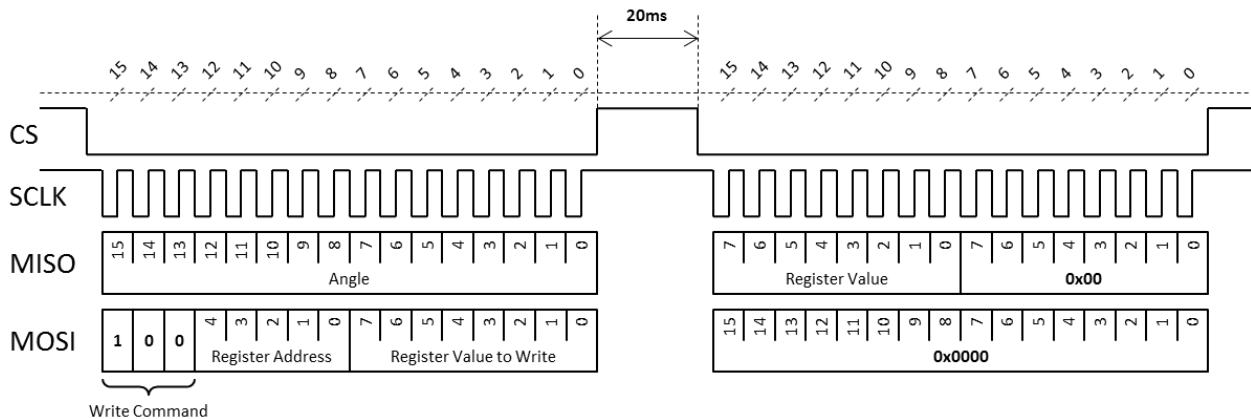 20ms
15 14 13 12 11 10 9 8 7 6 5 4 3 2 1 0 15 14 13 12 11 10 9 8 7 6 5 4 3 2 1 0
CS
SCLK
MISO 15 14 13 12 11 10 9 8 7 6 5 4 3 2 1 0 7 6 5 4 3 2 1 0 7 6 5 4 3 2 1 0
Angle Register Value 0x00
MOSI 1 0 0 4 3 2 1 0 7 6 5 4 3 2 1 0 15 14 13 12 11 10 9 8 7 6 5 4 3 2 1 0
Register Address Register Value to Write 0x0000
Write Command